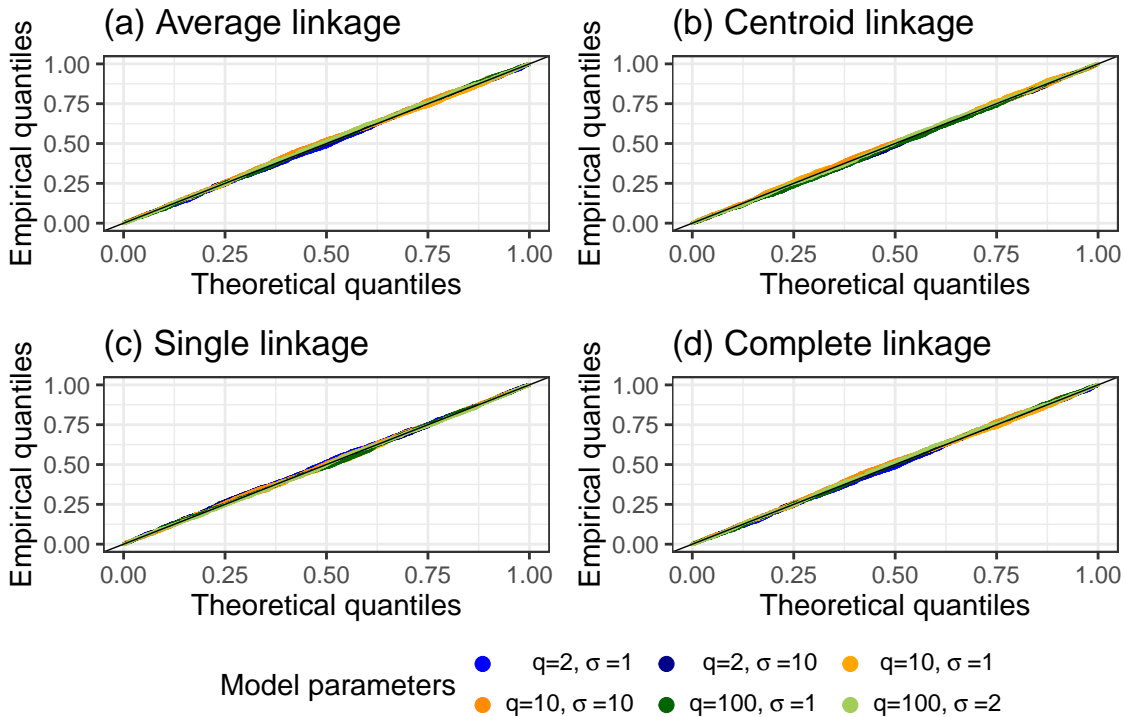 (a) Average linkage
Empirical quantiles
1.00
0.75
0.50
0.25
0.00
0.00 0.25 0.50 0.75 1.00
Theoretical quantiles
(b) Centroid linkage
Empirical quantiles
1.00
0.75
0.50
0.25
0.00
0.00 0.25 0.50 0.75 1.00
Theoretical quantiles
(c) Single linkage
Empirical quantiles
1.00
0.75
0.50
0.25
0.00
0.00 0.25 0.50 0.75 1.00
Theoretical quantiles
(d) Complete linkage
Empirical quantiles
1.00
0.75
0.50
0.25
0.00
0.00 0.25 0.50 0.75 1.00
Theoretical quantiles
Model parameters
q=2, σ=1 q=2, σ=10 q=10, σ=1
q=10, σ=10 q=100, σ=1 q=100, σ=2